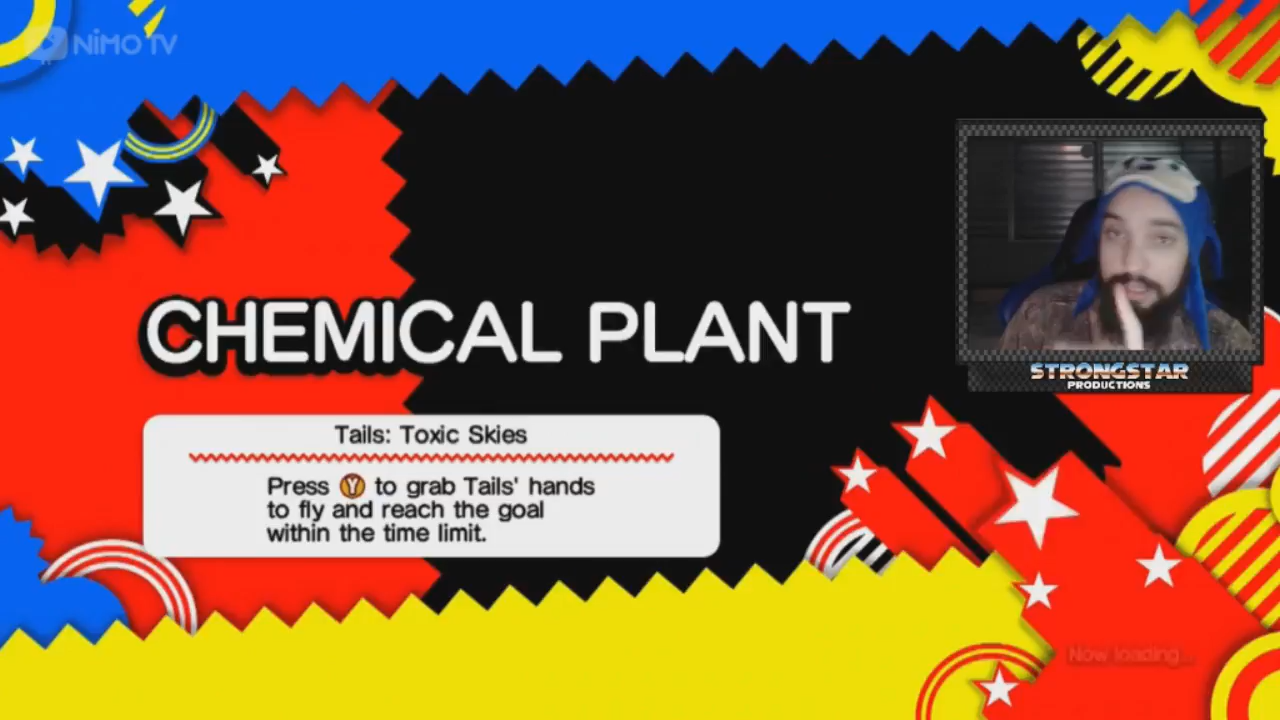 NiMO TV
CHEMICAL PLANT
STRONGSTAR
PRODUCTIONS
Tails: Toxic Skies
Press Y to grab Tails' hands
to fly and reach the goal
within the time limit.
Now loading...